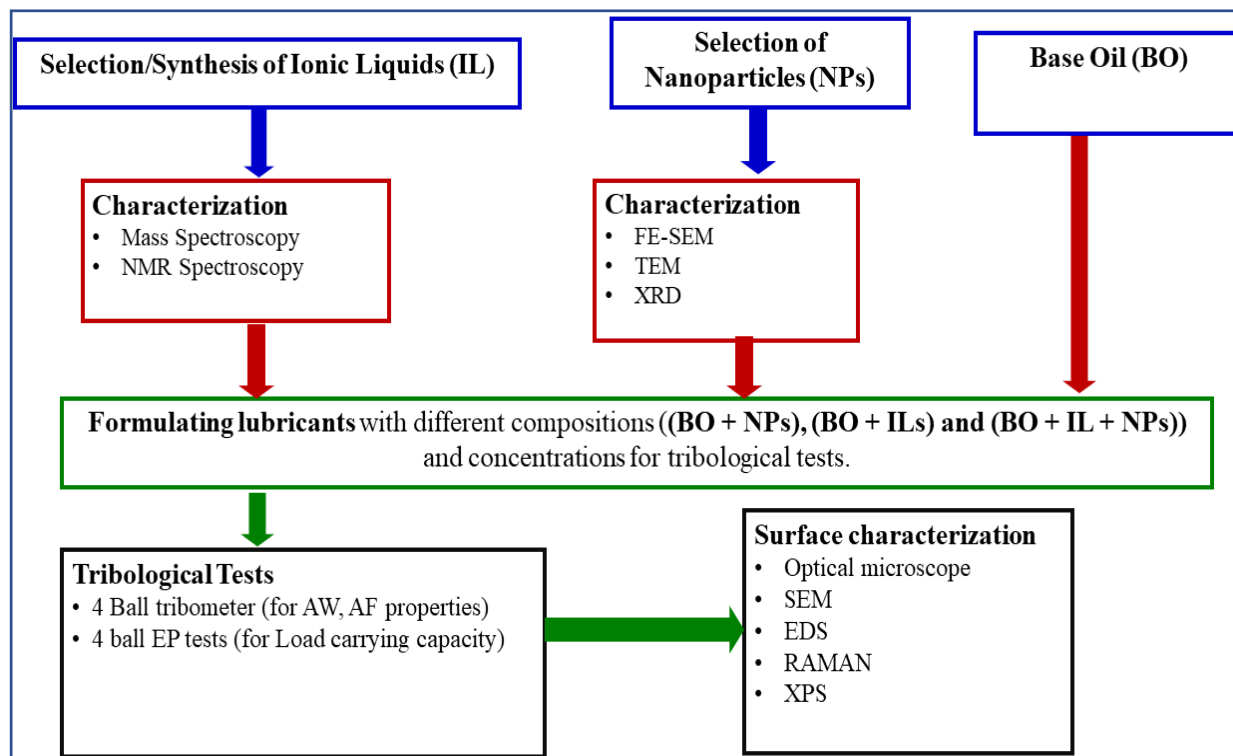 Selection/Synthesis of Ionic Liquids (IL)
Selection of
Nanoparticles (NPs)
Base Oil (BO)
Characterization
• Mass Spectroscopy
• NMR Spectroscopy
Characterization
• FE-SEM
• TEM
• XRD
Formulating lubricants with different compositions ((BO + NPs), (BO + ILs) and (BO + IL + NPs))
and concentrations for tribological tests.
Tribological Tests
• 4 Ball tribometer (for AW, AF properties)
• 4 ball EP tests (for Load carrying capacity)
Surface characterization
• Optical microscope
• SEM
• EDS
• RAMAN
• XPS